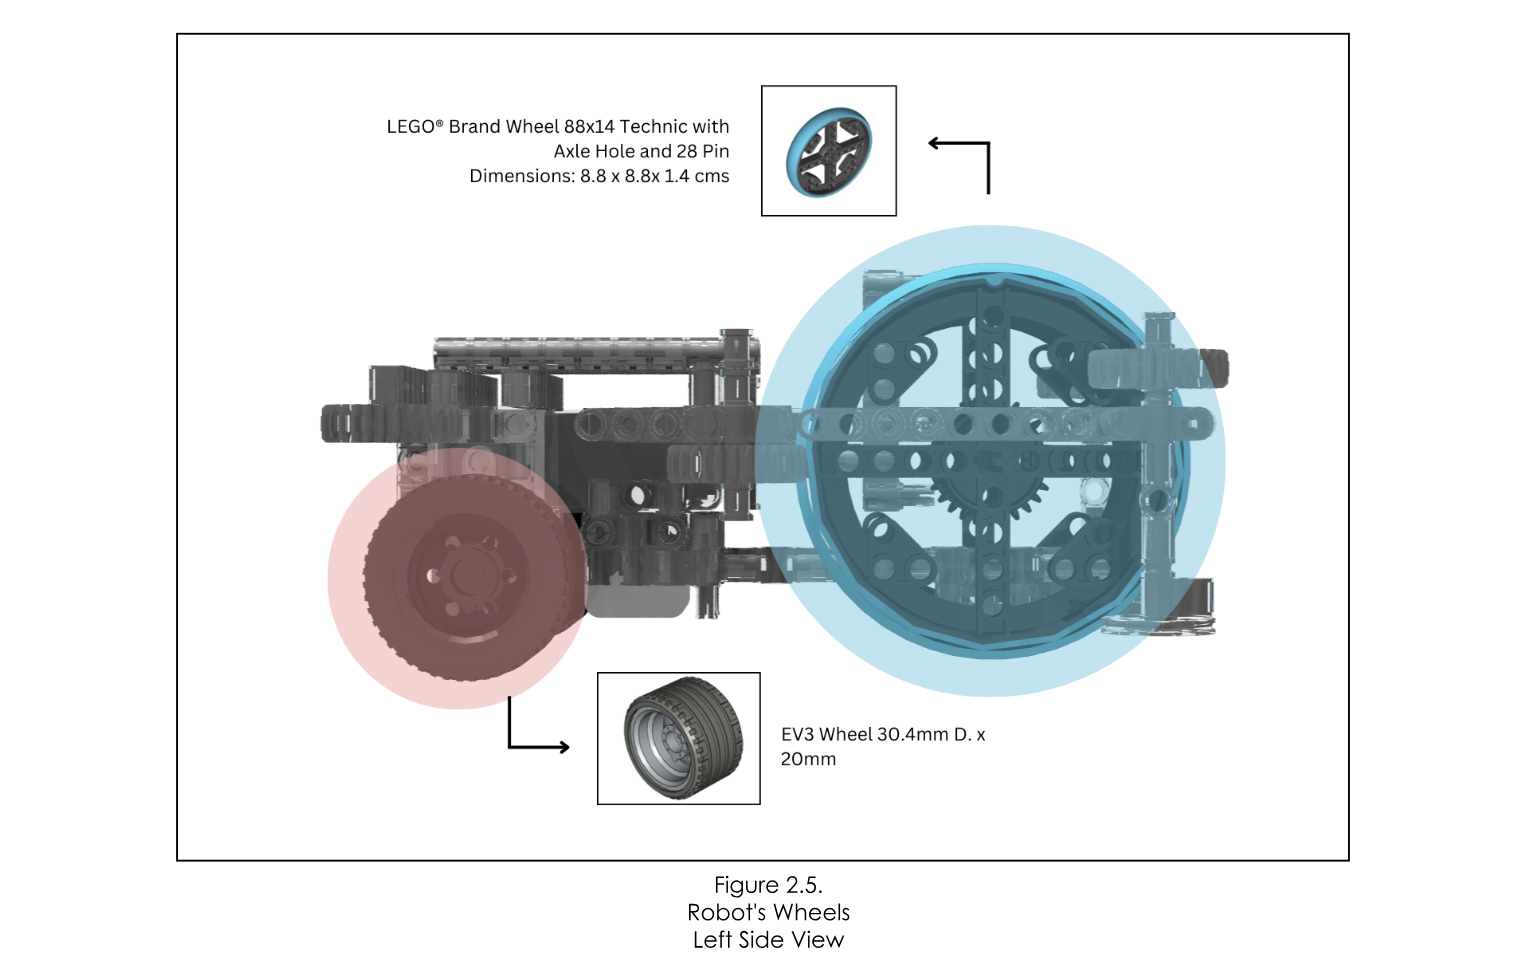 LEGO® Brand Wheel 88x14 Technic with
Axle Hole and 28 Pin
Dimensions: 8.8 x 8.8x 1.4 cms
EV3 Wheel 30.4mm D. x
20mm
Figure 2.5.
Robot's Wheels
Left Side View